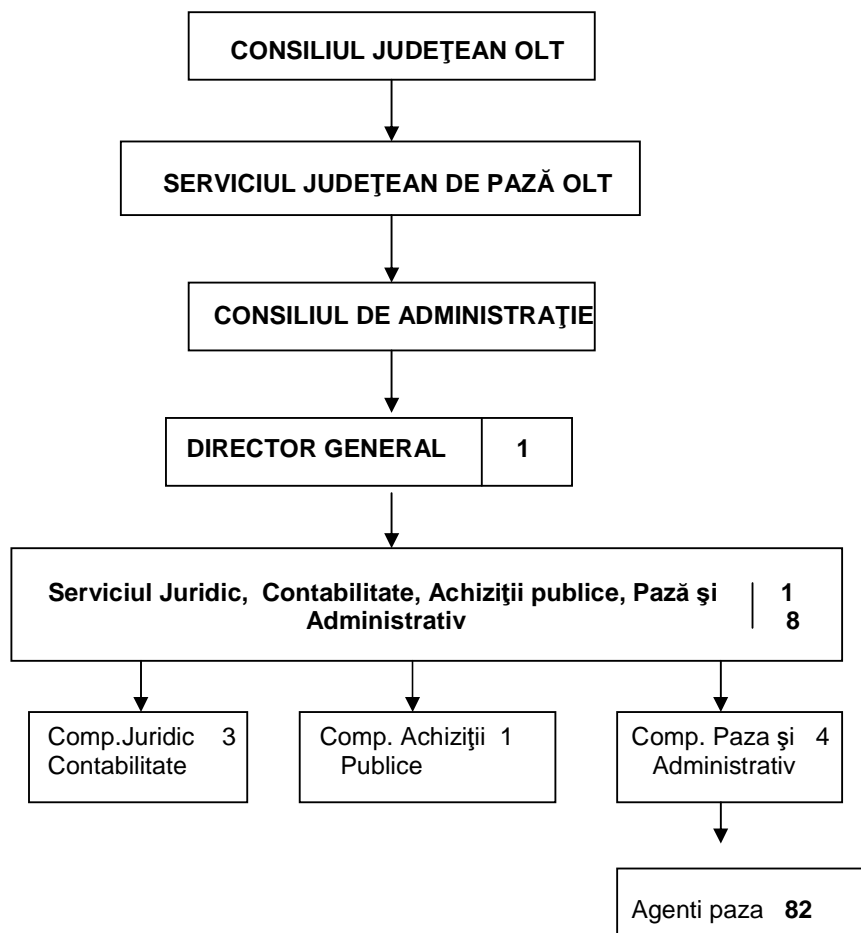 CONSILIUL JUDEŢEAN OLT
SERVICIUL JUDEŢEAN DE PAZĂ OLT
CONSILIUL DE ADMINISTRAŢIE
DIRECTOR GENERAL 1
Serviciul Juridic, Contabilitate, Achiziţii publice, Pază şi 1
Administrativ 8
Comp.Juridic 3
Contabilitate
Comp. Achiziţii 1
Publice
Comp. Paza şi 4
Administrativ
Agenti paza 82